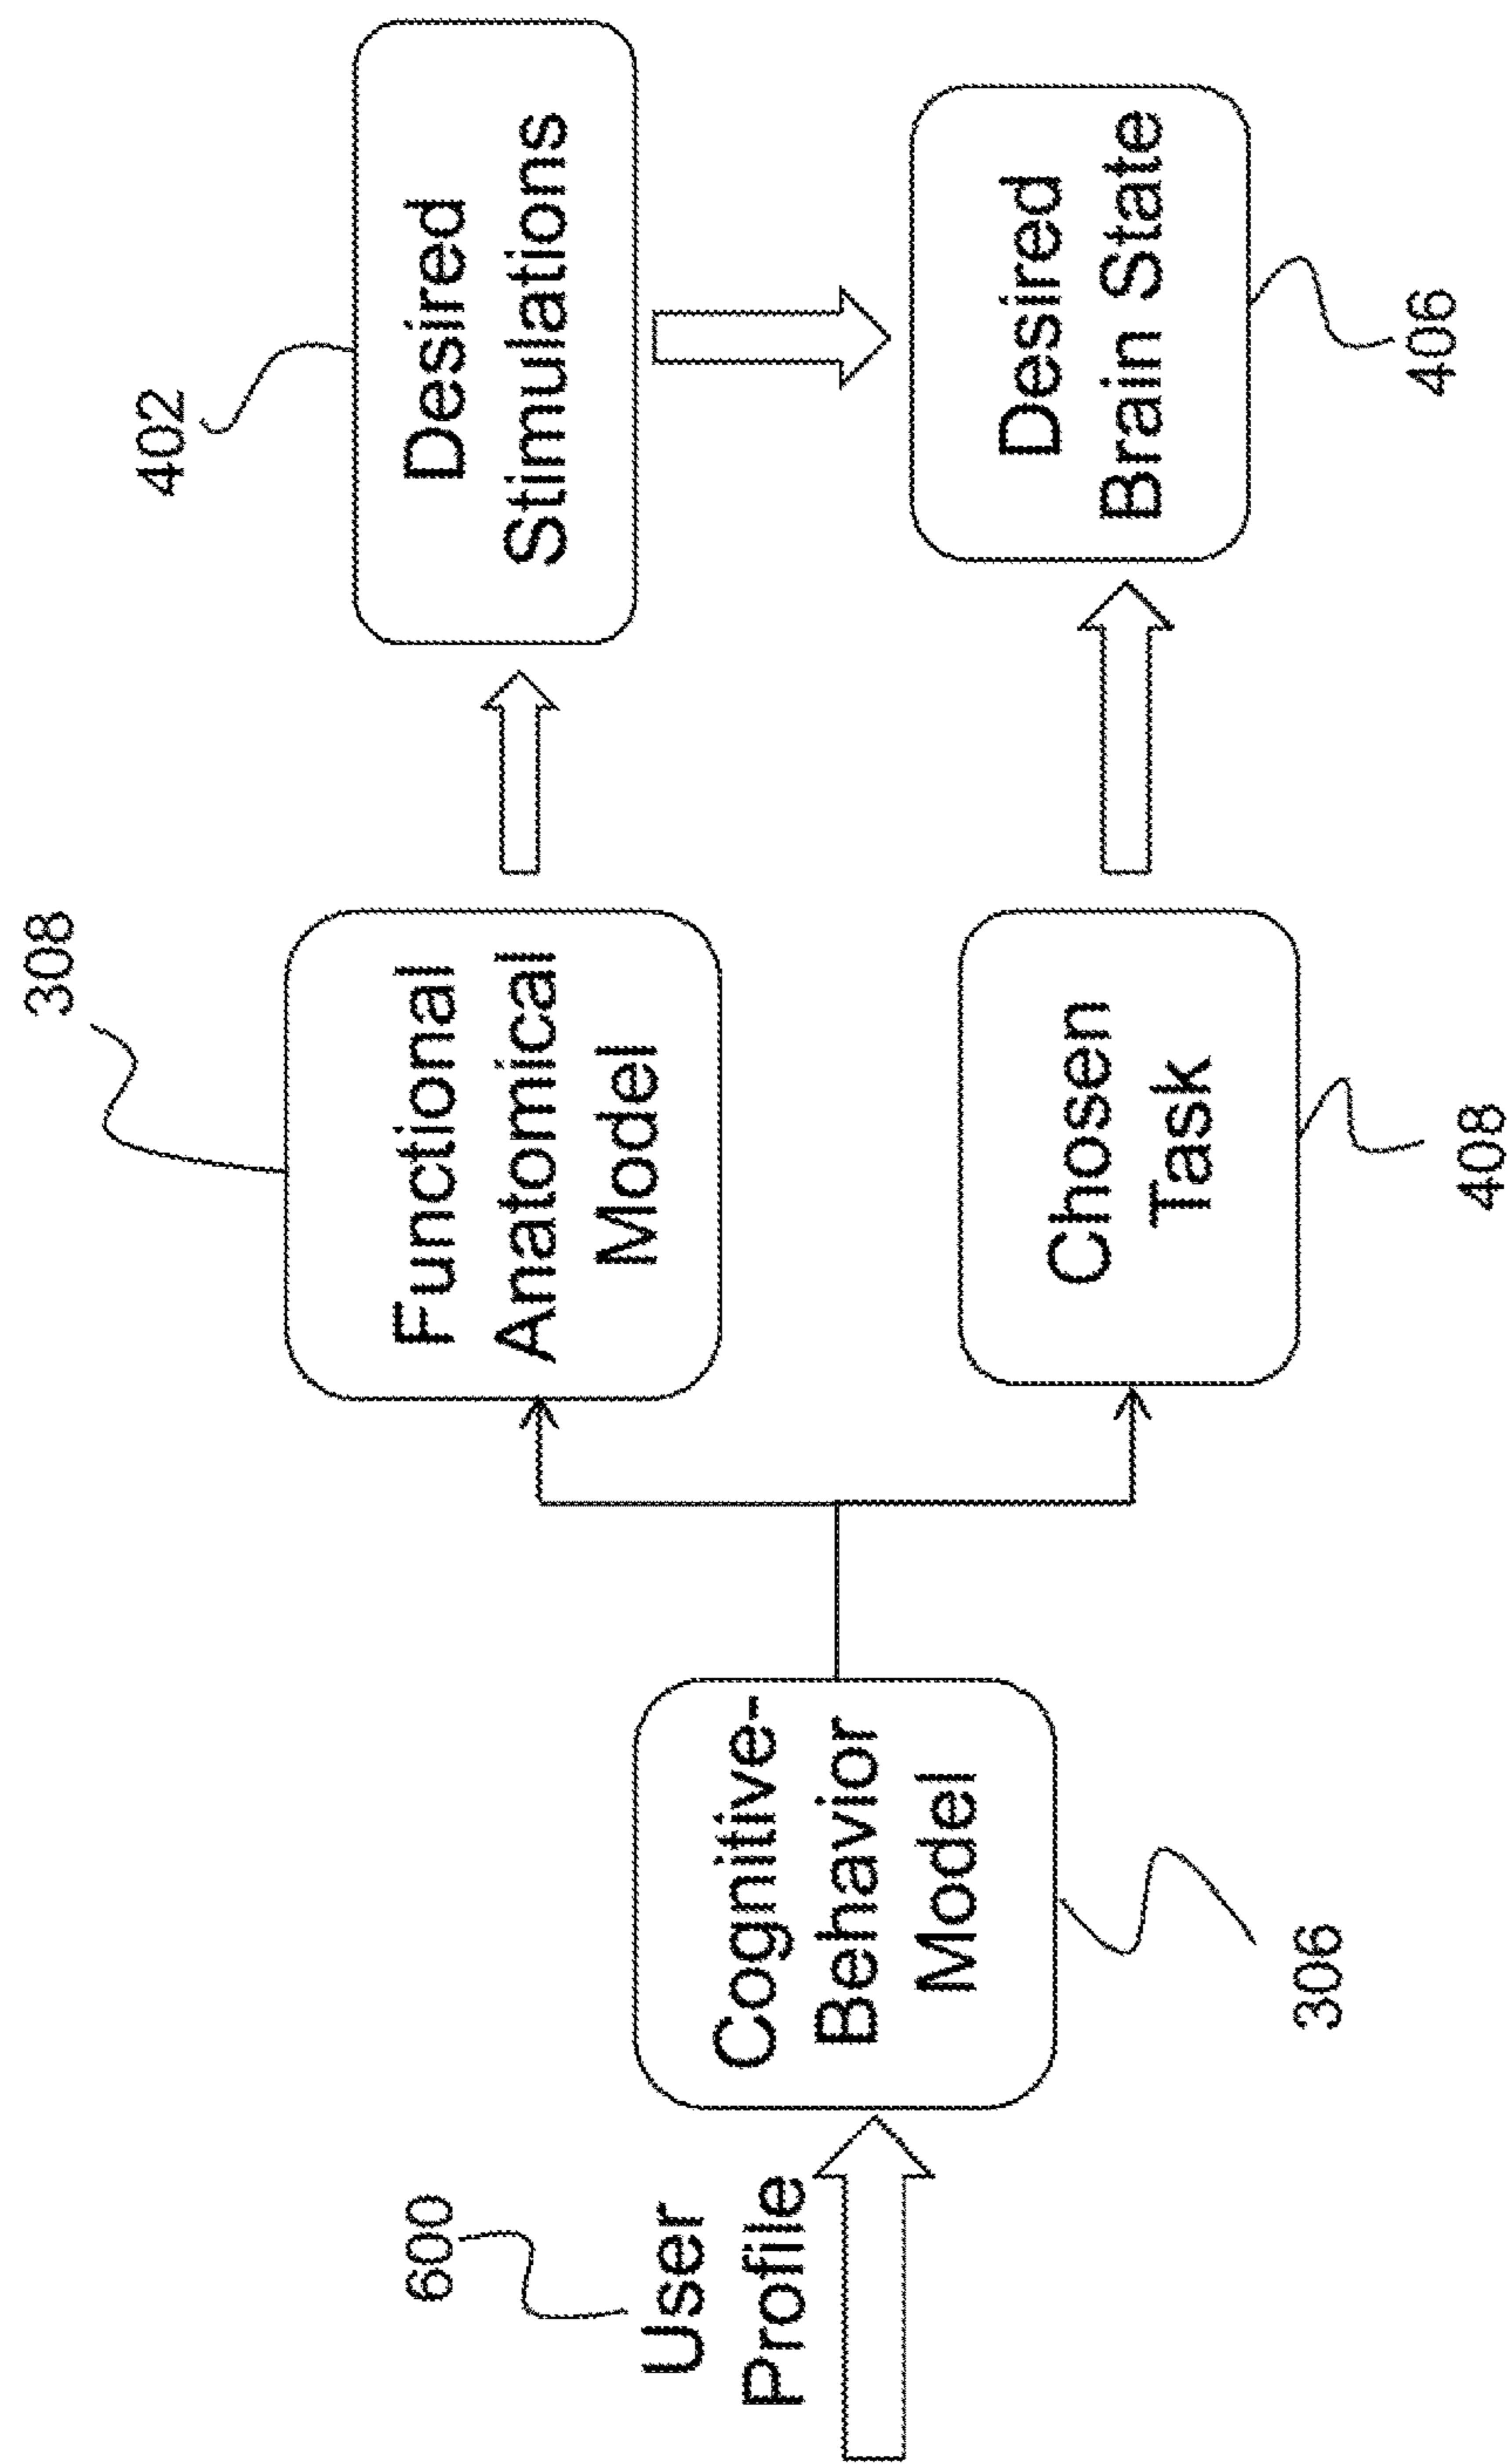 600
User
Profile
Cognitive-
Behavior
Model
306
308
Functional
Anatomical
Model
Chosen
Task
408
402
Desired
Stimulations
Desired
Brain State
406